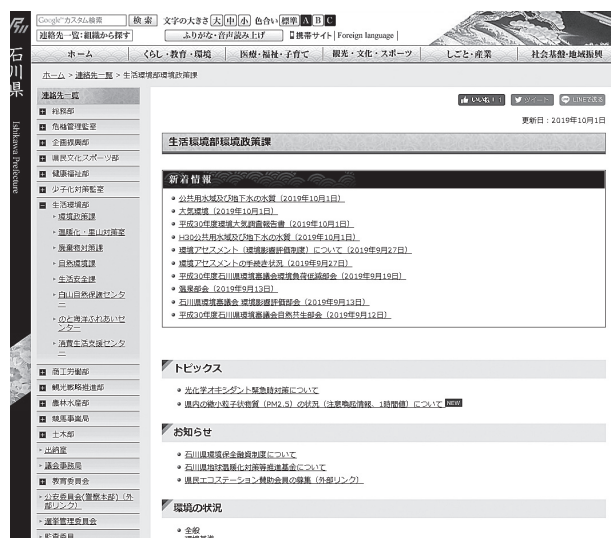 石川県
Ishikawa Prefecture
Google カスタム検索 検索 文字の大きさ 大 中 小 色合い 標準 A B C
連絡先一覧・組織から探す ふりがな・音声読み上げ 携帯サイト | Foreign language |
ホーム くらし・教育・環境 医療・福祉・子育て 観光・文化・スポーツ しごと・産業 社会基盤・地域振興
ホーム > 連絡先一覧 > 生活環境部環境政策課
いいね! 1 ツイート LINEで送る
更新日:2019年10月1日
連絡先一覧
総務部
危機管理監室
企画振興部
県民文化スポーツ部
健康福祉部
少子化対策監室
生活環境部
環境政策課
温暖化・里山対策室
廃棄物対策課
自然環境課
生活安全課
白山自然保護センター
のと海洋ふれあいセンター
消費生活支援センター
商工労働部
観光戦略推進部
農林水産部
競馬事業局
土木部
出納室
議会事務局
教育委員会
公安委員会(警察本部)(外部リンク)
選挙管理委員会
監査委員
生活環境部環境政策課
新着情報
公共用水域及び地下水の水質(2019年10月1日)
大気環境(2019年10月1日)
平成30年度環境大気調査報告書(2019年10月1日)
H30公共用水域及び地下水の水質(2019年10月1日)
環境アセスメント(環境影響評価制度)について(2019年9月27日)
環境アセスメントの手続き状況(2019年9月27日)
平成30年度石川県環境審議会環境負荷低減部会(2019年9月19日)
温泉部会(2019年9月13日)
石川県環境審議会 環境影響評価部会(2019年9月13日)
平成30年度石川県環境審議会自然共生部会(2019年9月12日)
トピックス
光化学オキシダント緊急時対策について
県内の微小粒子状物質(PM2.5)の状況(注意喚起情報、1時間値)について NEW
お知らせ
石川県環境保全融資制度について
石川県地球温暖化対策等推進基金について
県民エコステーション賛助会員の募集(外部リンク)
環境の状況
全般
環境基準